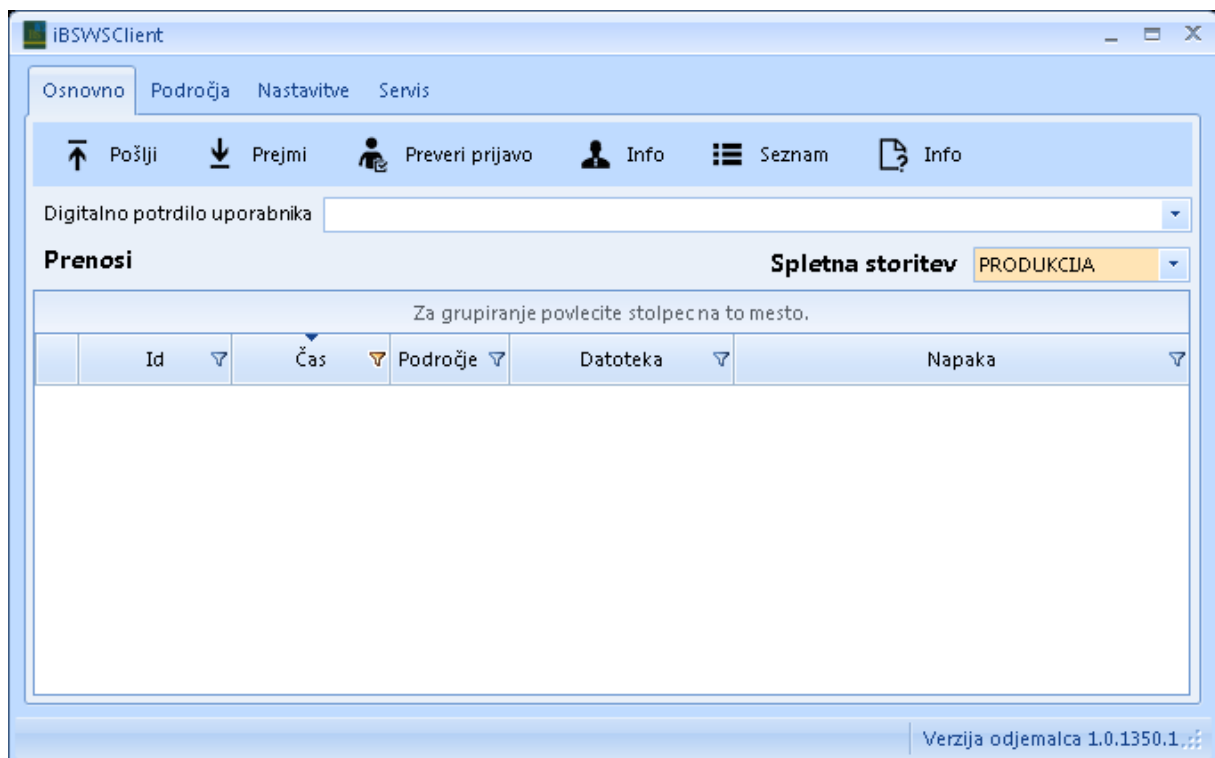 iBSWSClient
Osnovno Področja Nastavitve Servis
Pošlji Prejmi Preveri prijavo Info Seznam Info
Digitalno potrdilo uporabnika
Prenosi Spletna storitev PRODUKCIJA
Za grupiranje povlecite stolpec na to mesto.
Id Čas Področje Datoteka Napaka
Verzija odjemalca 1.0.1350.1